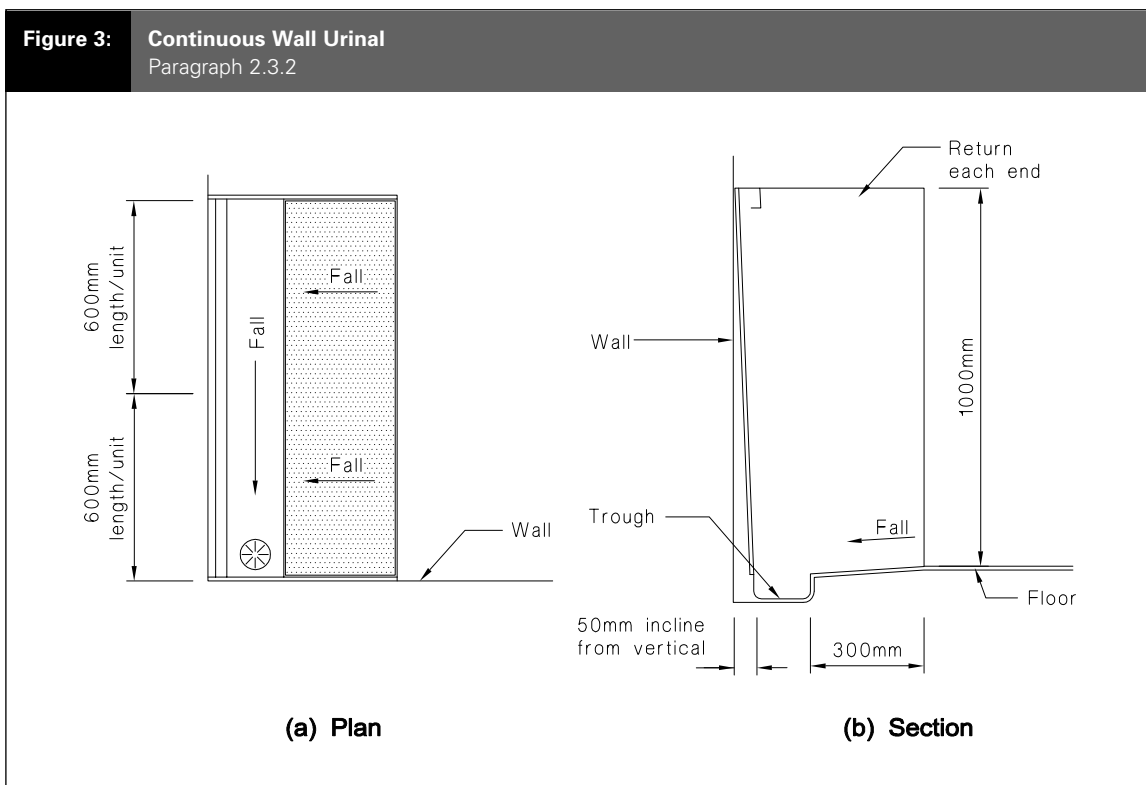 Figure 3:
Continuous Wall Urinal
Paragraph 2.3.2
600mm
length/unit
600mm
length/unit
Fall
Fall
Fall
Wall
(a) Plan
Return
each end
Wall
1000mm
Trough
Fall
Floor
50mm incline
from vertical
300mm
(b) Section